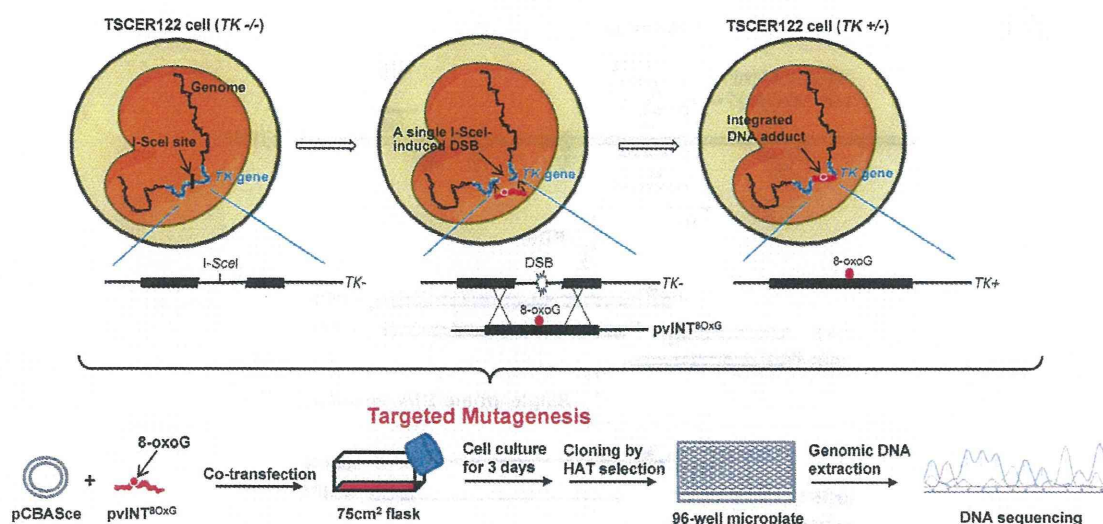 TSCER122 cell (TK -/-)
TSCER122 cell (TK +/-)
Genome
I-SceI site
TK gene
A single I-SceI-
induced DSB
TK gene
Integrated
DNA adduct
TK gene
I-SceI
TK-
DSB
TK-
8-oxoG
pvINT8OxG
8-oxoG
TK+
Targeted Mutagenesis
8-oxoG
pCBASce
+
pvINT8OxG
Co-transfection
75cm² flask
Cell culture
for 3 days
Cloning by
HAT selection
96-well microplate
Genomic DNA
extraction
DNA sequencing